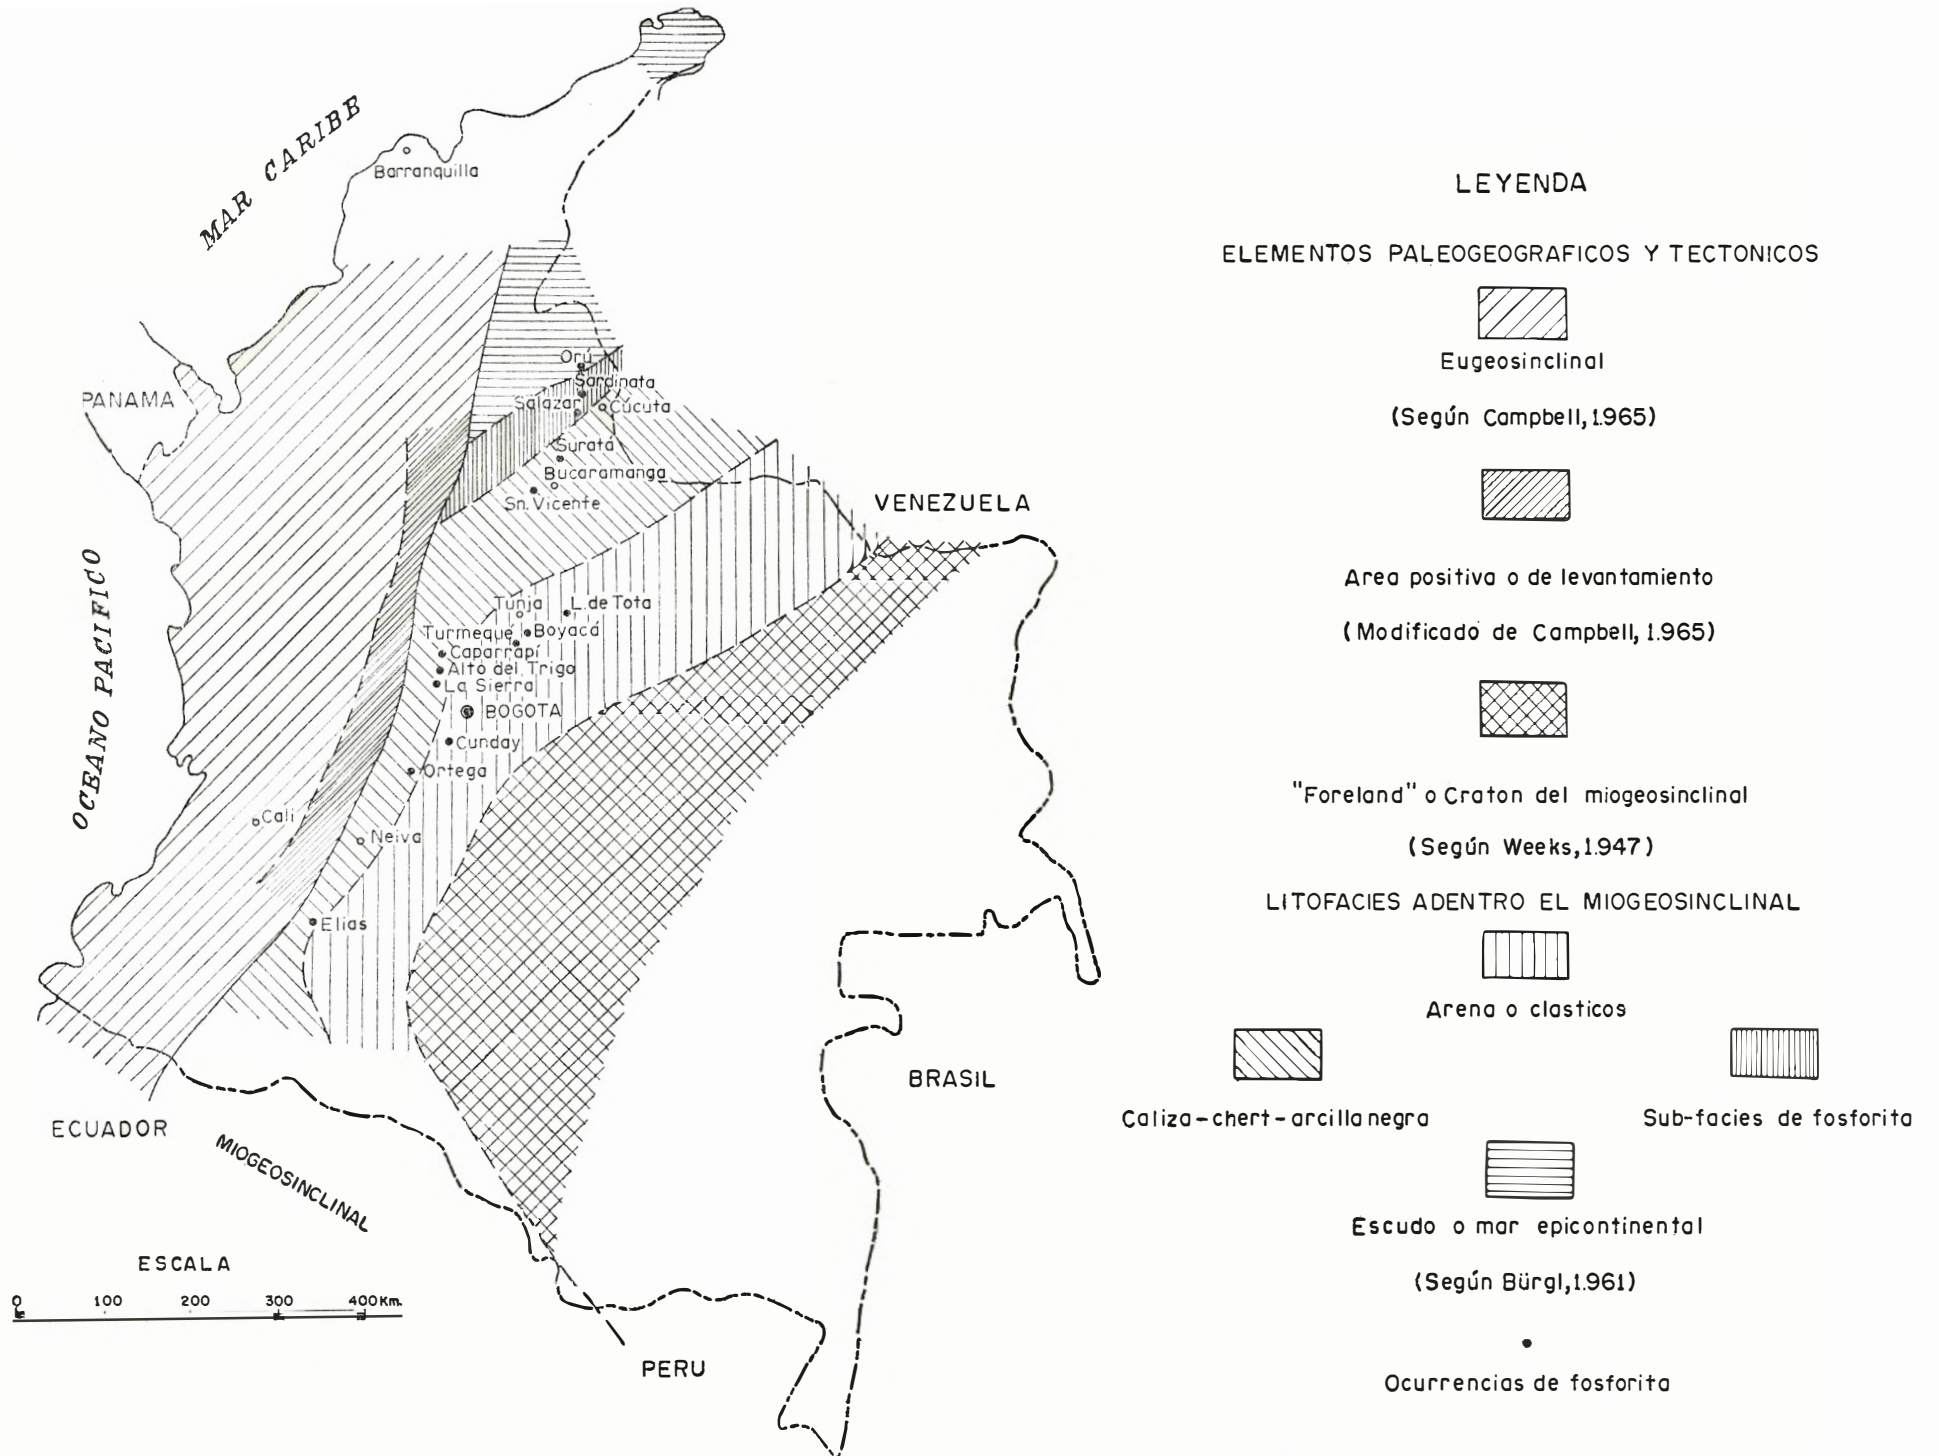 MAR CARIBE
Barranquilla
PANAMA
Orú
Sardinata
Salazar
Cúcuta
Suratá
Bucaramanga
Sn. Vicente
VENEZUELA
OCEANO PACIFICO
Tunja
L. de Tota
Turmequé
Boyacá
Caparrapí
Alto del Trigo
La Sierra
BOGOTA
Cunday
Ortega
Cali
Neiva
Elias
BRASIL
ECUADOR
MIOGEOSINCLINAL
PERU
ESCALA
0 100 200 300 400 Km.
LEYENDA
ELEMENTOS PALEOGEOGRAFICOS Y TECTONICOS
Eugeosinclinal
(Según Campbell, 1.965)
Area positiva o de levantamiento
(Modificado de Campbell, 1.965)
"Foreland" o Craton del miogeosinclinal
(Según Weeks, 1.947)
LITOFACIES ADENTRO EL MIOGEOSINCLINAL
Arena o clasticos
Caliza-chert-arcilla negra
Sub-facies de fosforita
Escudo o mar epicontinental
(Según Bürgl, 1.961)
Ocurrencias de fosforita